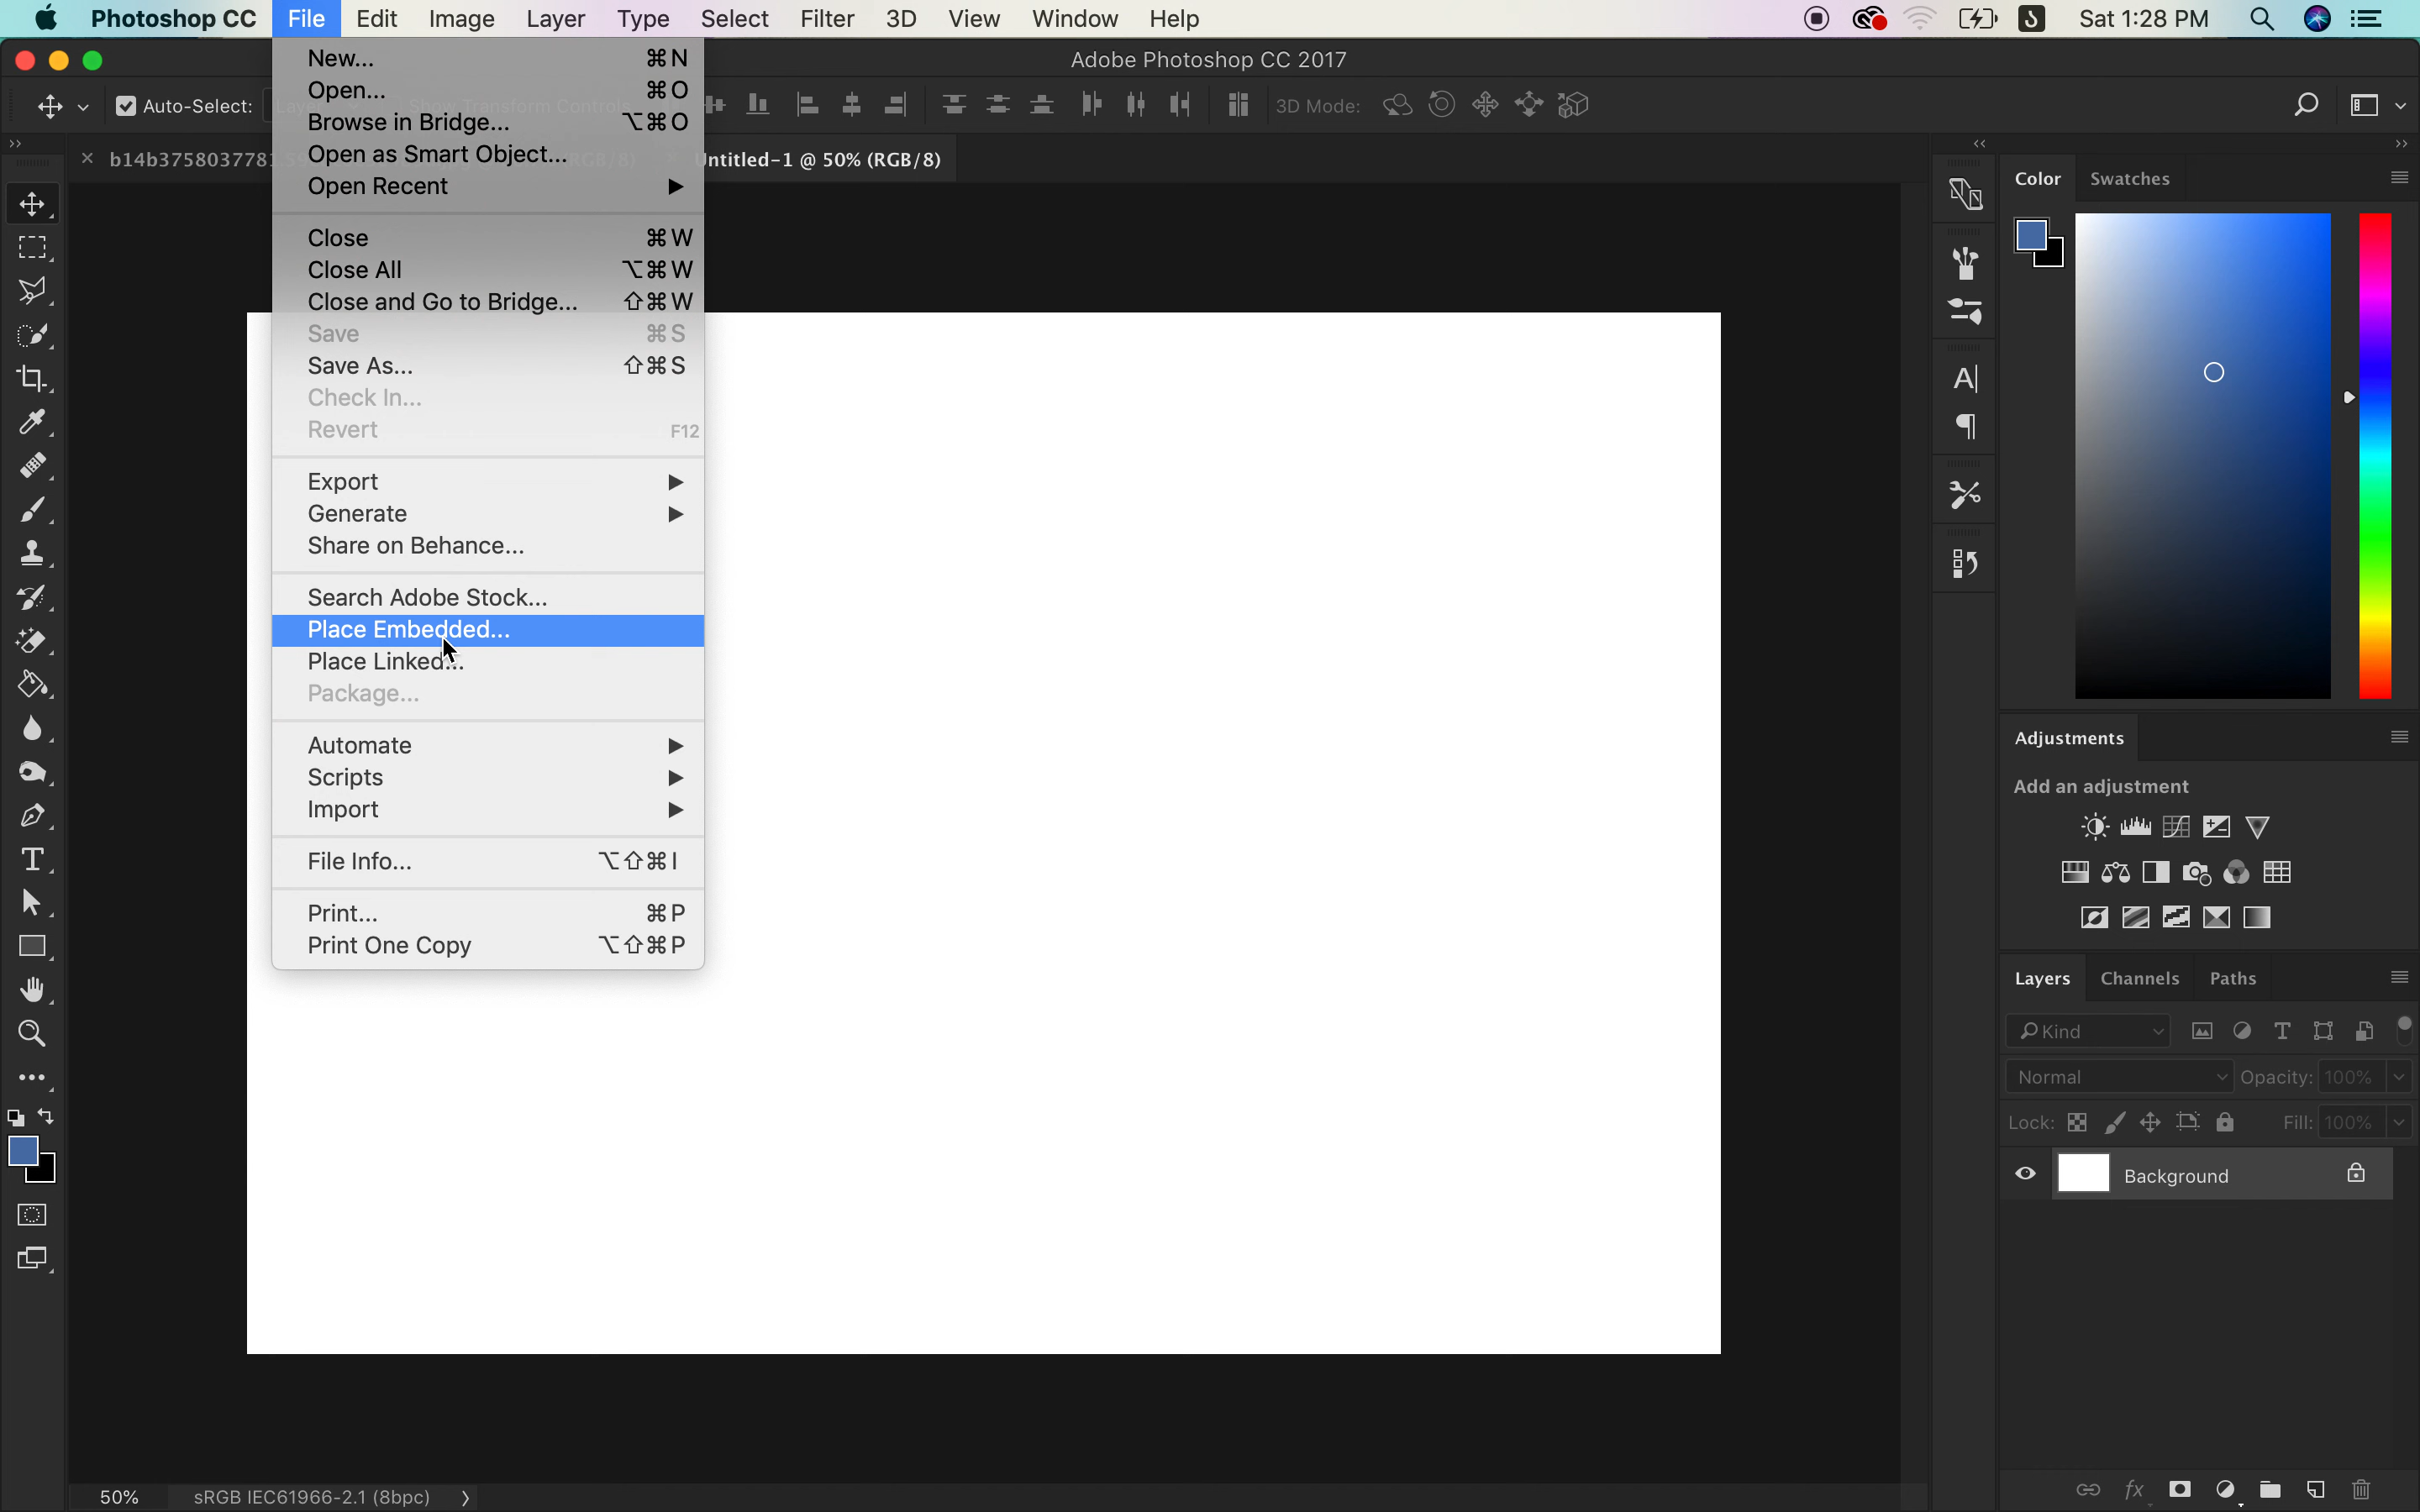 Photoshop CC File Edit Image Layer Type Select Filter 3D View Window Help Sat 1:28 PM
Adobe Photoshop CC 2017
Auto-Select: Show Transform Controls 3D Mode:
b14b3758037781 Untitled-1 @ 50% (RGB/8)
New... ⌘N
Open... ⌘O
Browse in Bridge... ⌥⌘O
Open as Smart Object...
Open Recent ▶
Close ⌘W
Close All ⌥⌘W
Close and Go to Bridge... ⇧⌘W
Save ⌘S
Save As... ⇧⌘S
Check In...
Revert F12
Export ▶
Generate ▶
Share on Behance...
Search Adobe Stock...
Place Embedded...
Place Linked...
Package...
Automate ▶
Scripts ▶
Import ▶
File Info... ⌥⇧⌘I
Print... ⌘P
Print One Copy ⌥⇧⌘P
Color Swatches
Adjustments
Add an adjustment
Layers Channels Paths
Kind
Normal Opacity: 100%
Lock: Fill: 100%
Background
50% sRGB IEC61966-2.1 (8bpc)